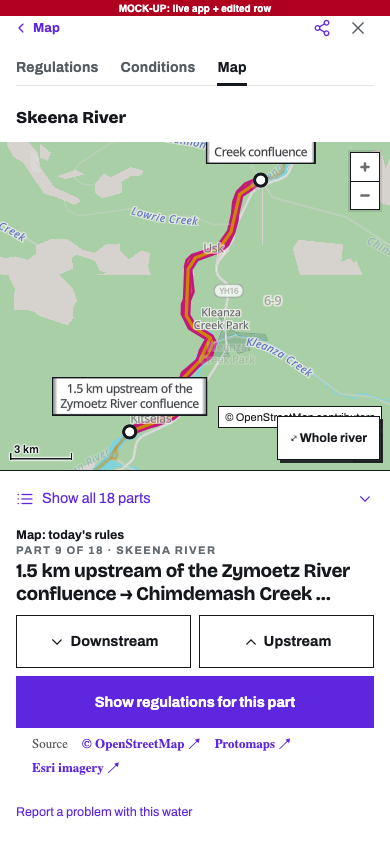 MOCK-UP: live app + edited row
Map
Regulations Conditions Map
Skeena River
Creek confluence
+
−
Lowrie Creek
Creek
Usk
YH16
6-9
Kleanza
Creek Park
Kleanza Creek
1.5 km upstream of the
Zymoetz River confluence
Kitselas
© OpenStreetMap contributors
Whole river
3 km
Show all 18 parts
Map: today's rules
PART 9 OF 18 · SKEENA RIVER
1.5 km upstream of the Zymoetz River
confluence → Chimdemash Creek ...
Downstream
Upstream
Show regulations for this part
Source © OpenStreetMap ↗ Protomaps ↗
Esri imagery ↗
Report a problem with this water